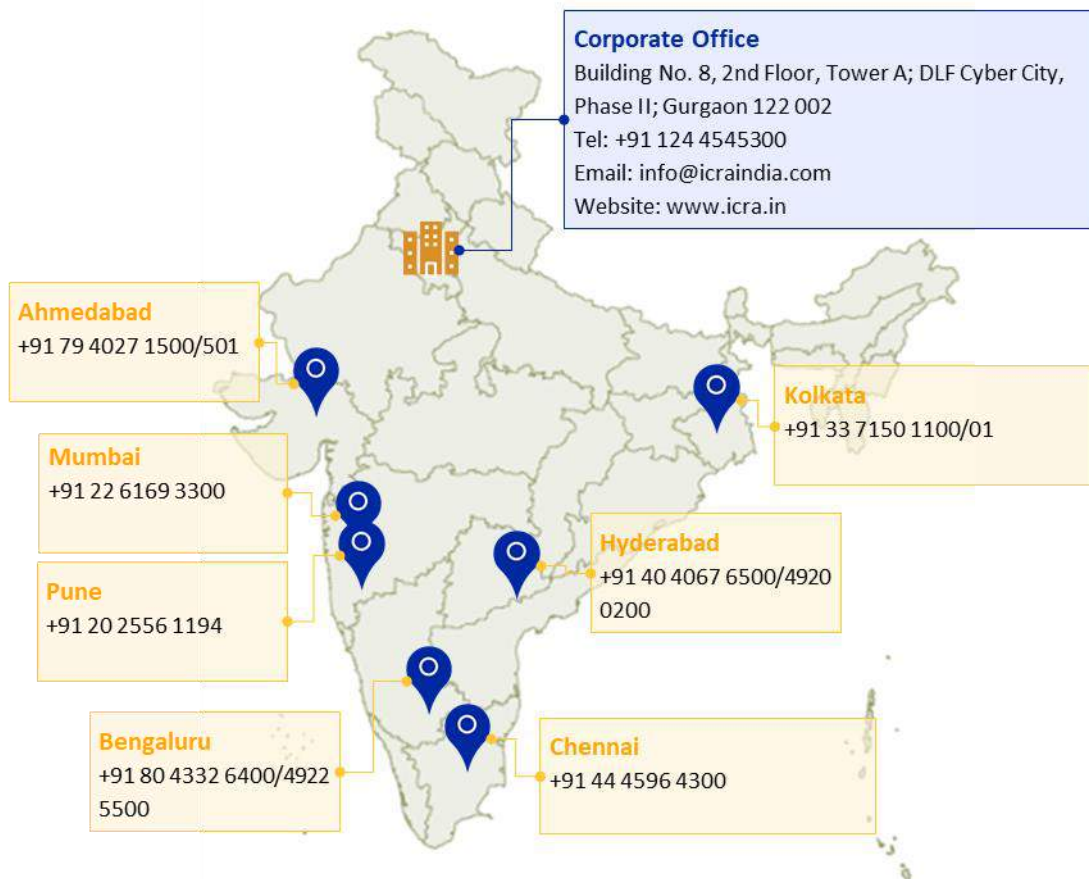 Corporate Office
Building No. 8, 2nd Floor, Tower A; DLF Cyber City,
Phase II; Gurgaon 122 002
Tel: +91 124 4545300
Email: info@icraindia.com
Website: www.icra.in
Ahmedabad
+91 79 4027 1500/501
Kolkata
+91 33 7150 1100/01
Mumbai
+91 22 6169 3300
Hyderabad
+91 40 4067 6500/4920
0200
Pune
+91 20 2556 1194
Bengaluru
+91 80 4332 6400/4922
5500
Chennai
+91 44 4596 4300